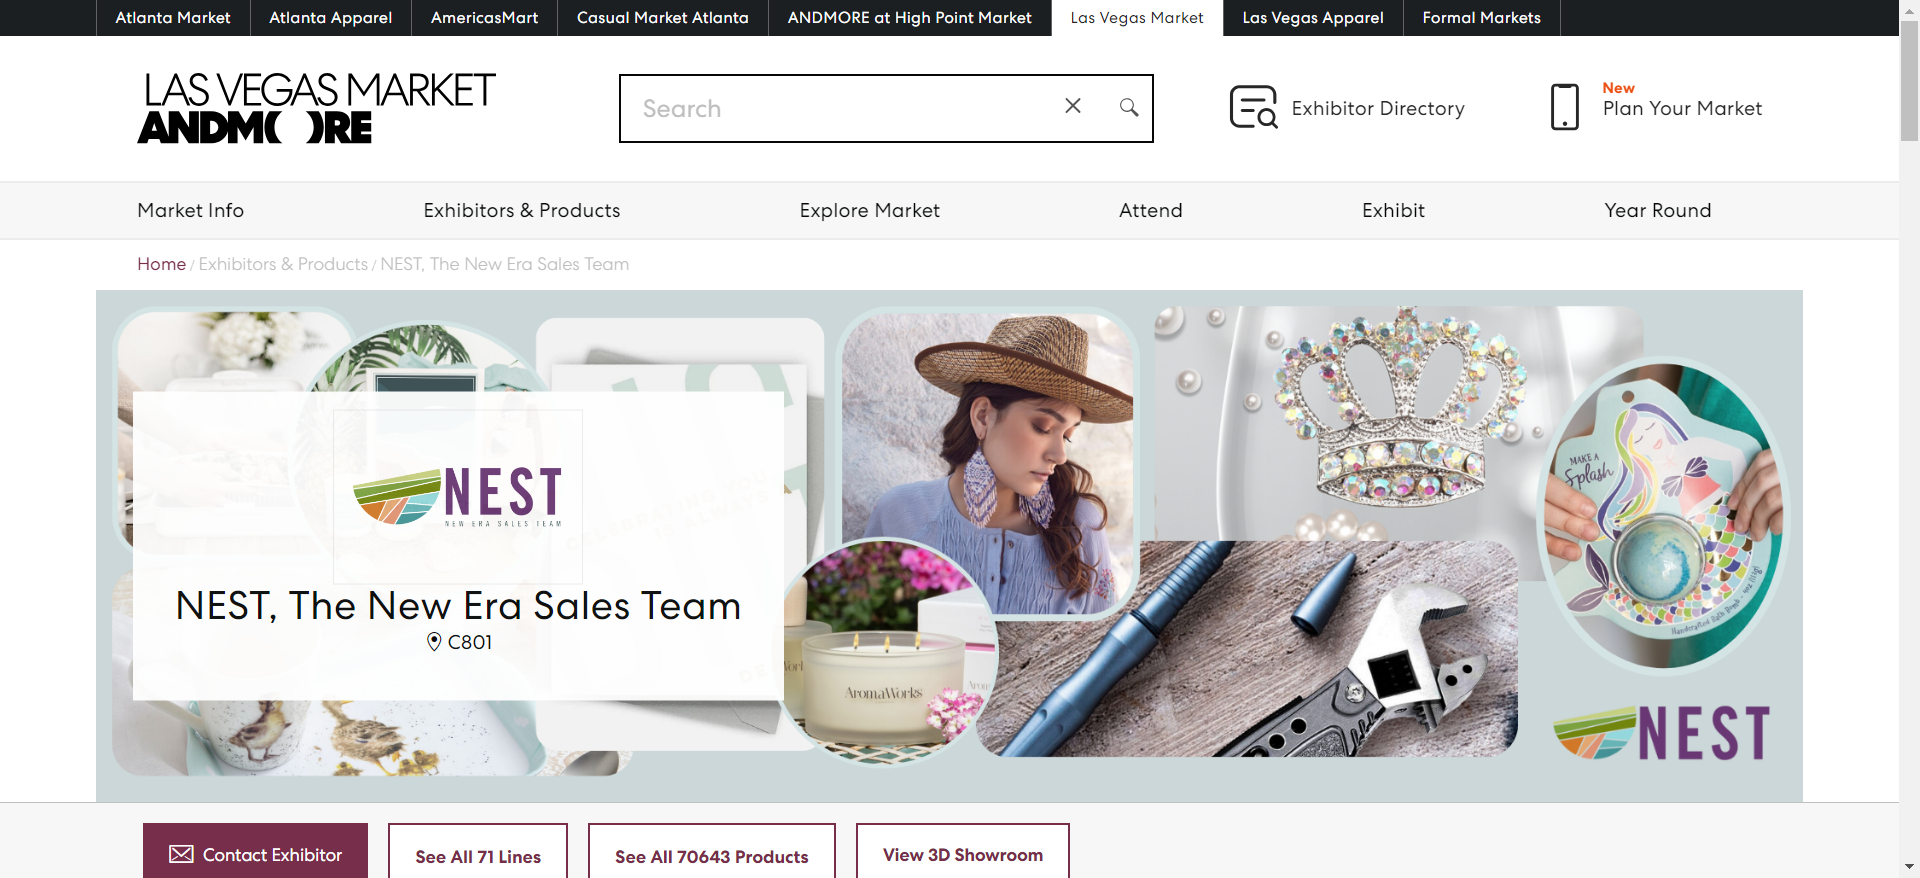 Atlanta Market
Atlanta Apparel
AmericasMart
Casual Market Atlanta
ANDMORE at High Point Market
Las Vegas Market
Las Vegas Apparel
Formal Markets
LAS VEGAS MARKET
ANDMORE
Search
Exhibitor Directory
New
Plan Your Market
Market Info
Exhibitors & Products
Explore Market
Attend
Exhibit
Year Round
Home / Exhibitors & Products / NEST, The New Era Sales Team
NEST
NEW ERA SALES TEAM
NEST, The New Era Sales Team
C801
AromaWorks
MAKE A
Splash
NEST
Contact Exhibitor
See All 71 Lines
See All 70643 Products
View 3D Showroom